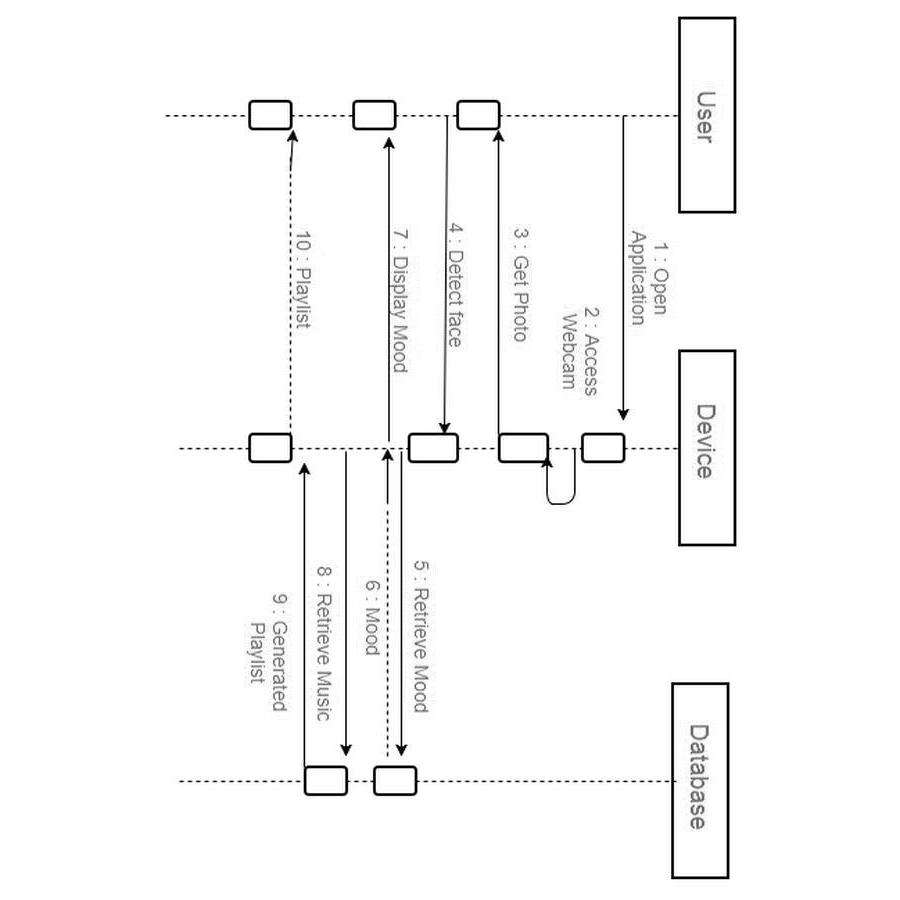 User
Device
Database
1 : Open
Application
2 : Access
Webcam
3 : Get Photo
4 : Detect face
5 : Retrieve Mood
6 : Mood
7 : Display Mood
8 : Retrieve Music
9 : Generated
Playlist
10 : Playlist